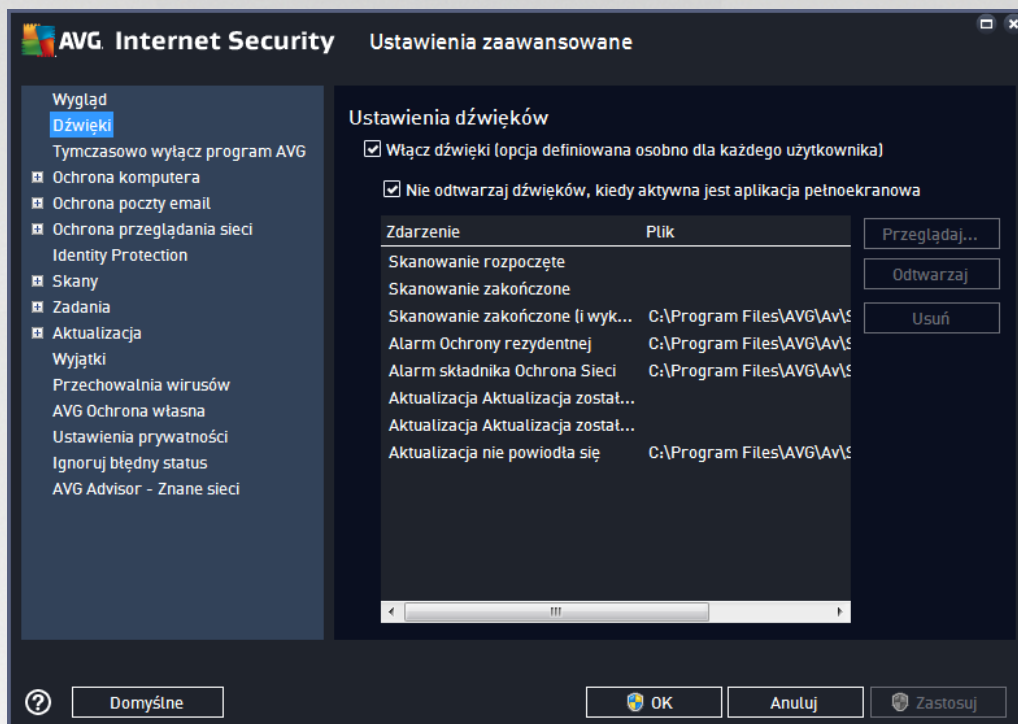 AVG Internet Security Ustawienia zaawansowane
Wygląd
Dźwięki
Tymczasowo wyłącz program AVG
Ochrona komputera
Ochrona poczty email
Ochrona przeglądania sieci
Identity Protection
Skany
Zadania
Aktualizacja
Wyjątki
Przechowalnia wirusów
AVG Ochrona własna
Ustawienia prywatności
Ignoruj błędny status
AVG Advisor - Znane sieci
Ustawienia dźwięków
Włącz dźwięki (opcja definiowana osobno dla każdego użytkownika)
Nie odtwarzaj dźwięków, kiedy aktywna jest aplikacja pełnoekranowa
Zdarzenie Plik
Skanowanie rozpoczęte
Skanowanie zakończone
Skanowanie zakończone (i wyk... C:\Program Files\AVG\Av\S
Alarm Ochrony rezydentnej C:\Program Files\AVG\Av\S
Alarm składnika Ochrona Sieci C:\Program Files\AVG\Av\S
Aktualizacja Aktualizacja został...
Aktualizacja Aktualizacja został...
Aktualizacja nie powiodła się C:\Program Files\AVG\Av\S
Przeglądaj...
Odtwarzaj
Usuń
Domyślne
OK
Anuluj
Zastosuj